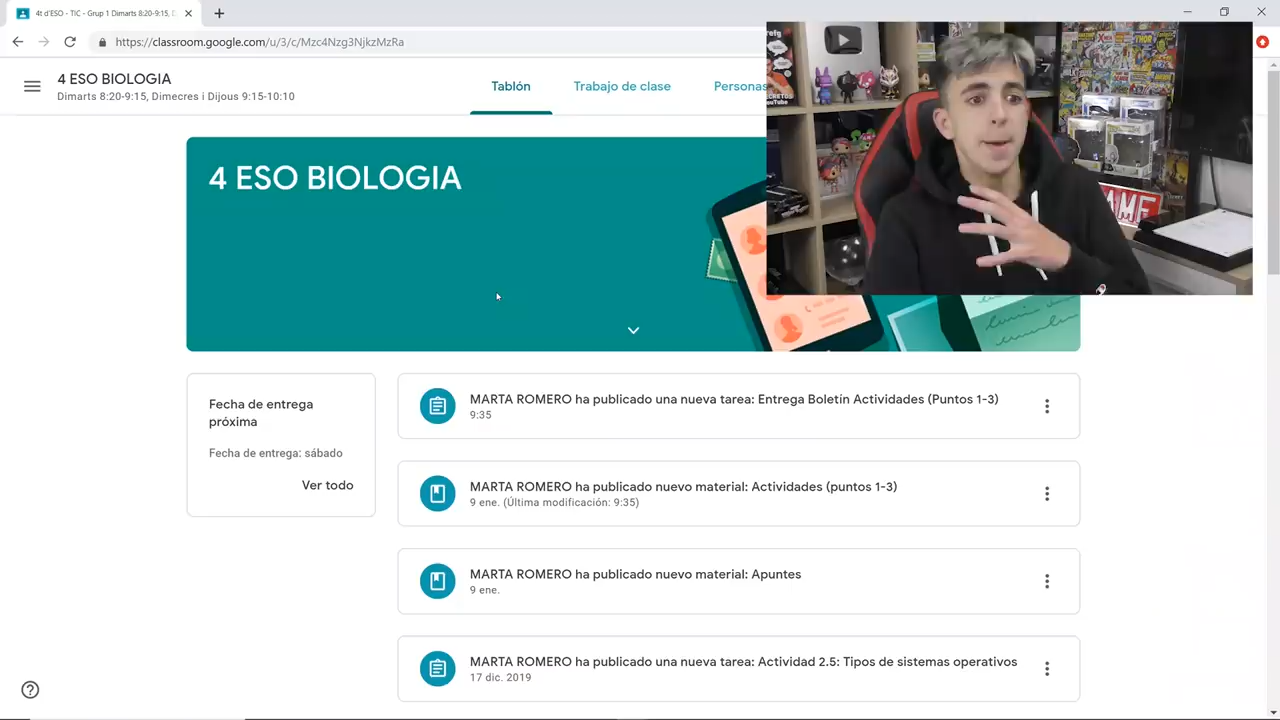 4t d'ESO - TIC - Grup 1 Dimarts 8:20-9:15, D
https://classroom.google.com/u/3/c/Mzc4Nzg3NjkzMzRa
4 ESO BIOLOGIA
Dimarts 8:20-9:15, Dimecres i Dijous 9:15-10:10
Tablón
Trabajo de clase
Personas
4 ESO BIOLOGIA
Fecha de entrega
próxima
Fecha de entrega: sábado
Ver todo
MARTA ROMERO ha publicado una nueva tarea: Entrega Boletín Actividades (Puntos 1-3)
9:35
MARTA ROMERO ha publicado nuevo material: Actividades (puntos 1-3)
9 ene. (Última modificación: 9:35)
MARTA ROMERO ha publicado nuevo material: Apuntes
9 ene.
MARTA ROMERO ha publicado una nueva tarea: Actividad 2.5: Tipos de sistemas operativos
17 dic. 2019
THOR